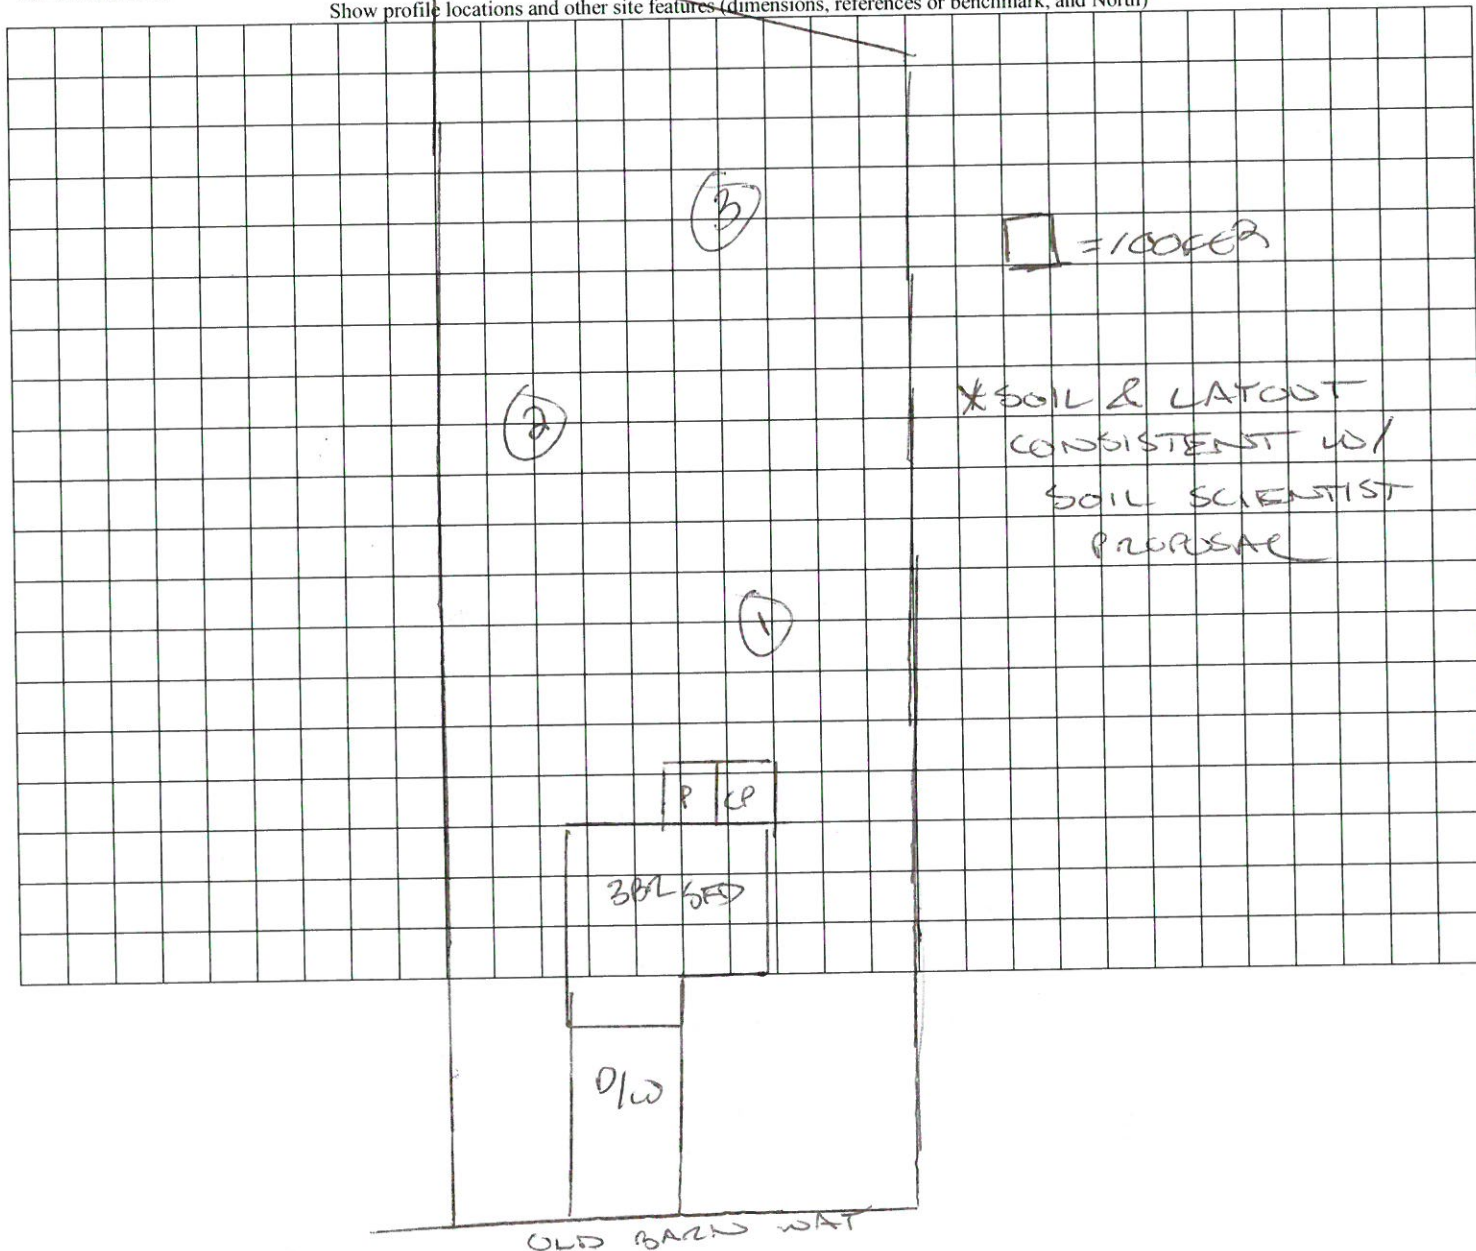 Show profile locations and other site features (dimensions, references or benchmark, and North)
3
2
* SOIL & LAYOUT
CONSISTENT W/
SOIL SCIENTIST
PROPOSAL
1
P CP
3BR SFD
D/W
OLD BARN WAY